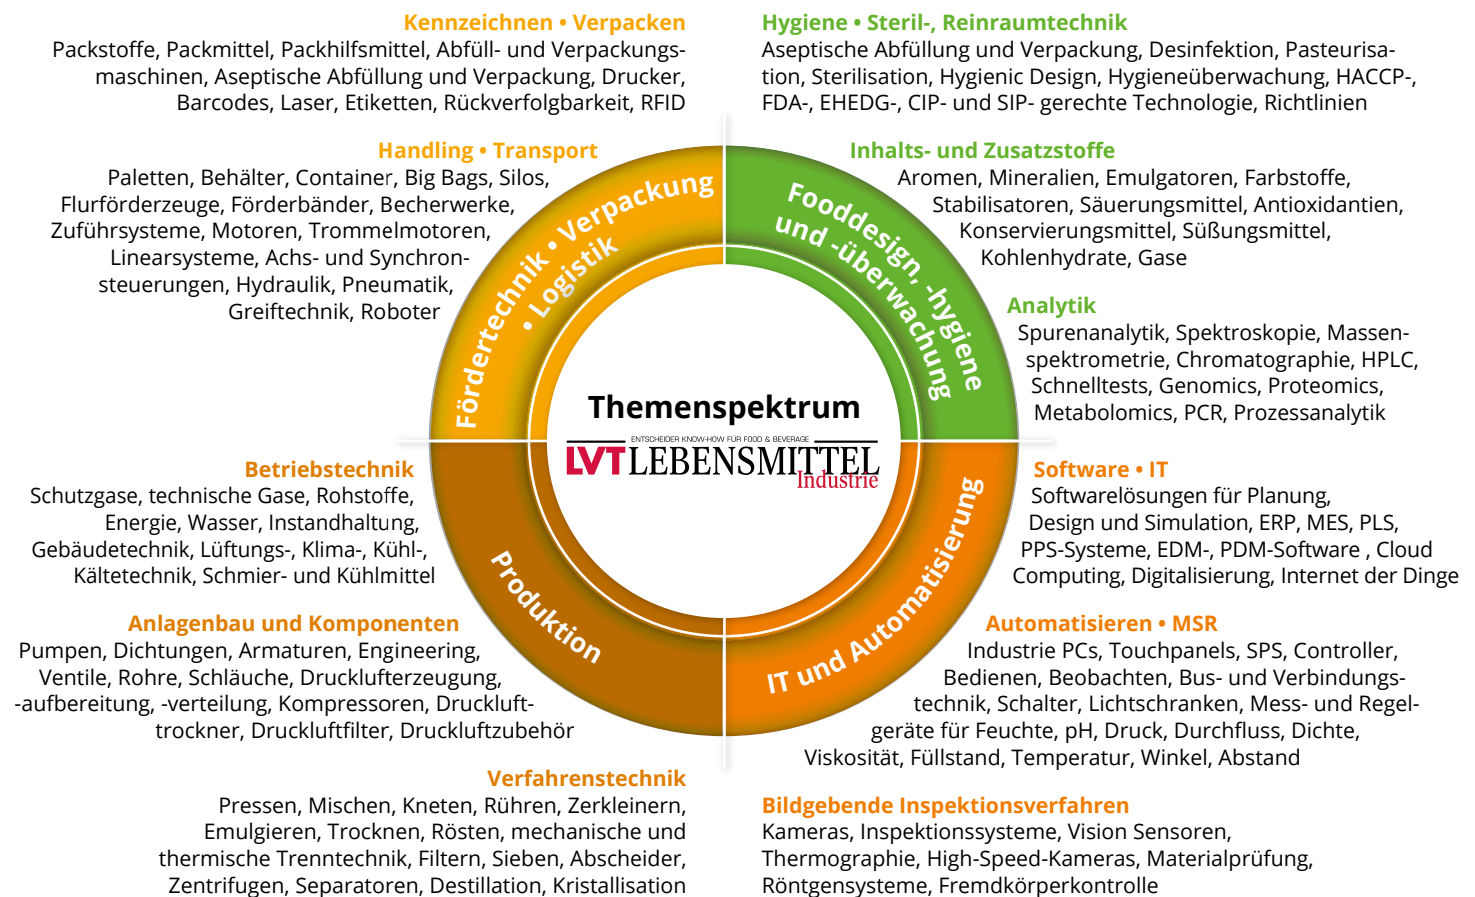 Kennzeichnen • Verpacken
Packstoffe, Packmittel, Packhilfsmittel, Abfüll- und Verpackungs-
maschinen, Aseptische Abfüllung und Verpackung, Drucker,
Barcodes, Laser, Etiketten, Rückverfolgbarkeit, RFID
Handling • Transport
Paletten, Behälter, Container, Big Bags, Silos,
Flurförderzeuge, Förderbänder, Becherwerke,
Zuführsysteme, Motoren, Trommelmotoren,
Linearsysteme, Achs- und Synchron-
steuerungen, Hydraulik, Pneumatik,
Greiftechnik, Roboter
Hygiene • Steril-, Reinraumtechnik
Aseptische Abfüllung und Verpackung, Desinfektion, Pasteurisa-
tion, Sterilisation, Hygienic Design, Hygieneüberwachung, HACCP-,
FDA-, EHEDG-, CIP- und SIP- gerechte Technologie, Richtlinien
Inhalts- und Zusatzstoffe
Aromen, Mineralien, Emulgatoren, Farbstoffe,
Stabilisatoren, Säuerungsmittel, Antioxidantien,
Konservierungsmittel, Süßungsmittel,
Kohlenhydrate, Gase
Analytik
Spurenanalytik, Spektroskopie, Massen-
spektrometrie, Chromatographie, HPLC,
Schnelltests, Genomics, Proteomics,
Metabolomics, PCR, Prozessanalytik
Fördertechnik • Verpackung
• Logistik
Fooddesign, -hygiene
und -überwachung
Themenspektrum
ENTSCHEIDER KNOW-HOW FÜR FOOD & BEVERAGE
LVT LEBENSMITTEL
Industrie
Produktion
IT und Automatisierung
Betriebstechnik
Schutzgase, technische Gase, Rohstoffe,
Energie, Wasser, Instandhaltung,
Gebäudetechnik, Lüftungs-, Klima-, Kühl-,
Kältetechnik, Schmier- und Kühlmittel
Anlagenbau und Komponenten
Pumpen, Dichtungen, Armaturen, Engineering,
Ventile, Rohre, Schläuche, Drucklufterzeugung,
-aufbereitung, -verteilung, Kompressoren, Druckluft-
trockner, Druckluftfilter, Druckluftzubehör
Verfahrenstechnik
Pressen, Mischen, Kneten, Rühren, Zerkleinern,
Emulgieren, Trocknen, Rösten, mechanische und
thermische Trenntechnik, Filtern, Sieben, Abscheider,
Zentrifugen, Separatoren, Destillation, Kristallisation
Software • IT
Softwarelösungen für Planung,
Design und Simulation, ERP, MES, PLS,
PPS-Systeme, EDM-, PDM-Software , Cloud
Computing, Digitalisierung, Internet der Dinge
Automatisieren • MSR
Industrie PCs, Touchpanels, SPS, Controller,
Bedienen, Beobachten, Bus- und Verbindungs-
technik, Schalter, Lichtschranken, Mess- und Regel-
geräte für Feuchte, pH, Druck, Durchfluss, Dichte,
Viskosität, Füllstand, Temperatur, Winkel, Abstand
Bildgebende Inspektionsverfahren
Kameras, Inspektionssysteme, Vision Sensoren,
Thermographie, High-Speed-Kameras, Materialprüfung,
Röntgensysteme, Fremdkörperkontrolle